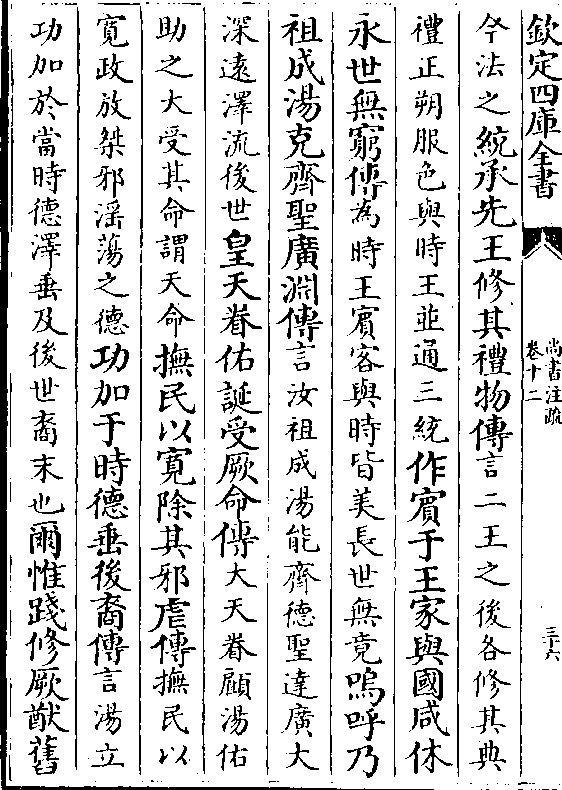 欽定四庫全書
尚書注疏
卷十二
三十六
今法之統承先王修其禮物傳言二王之後各修其典
禮正朔服色與時王並通三統作賓于王家與國咸休
永世無窮傳為時王賓客與時皆美長世無竟嗚呼乃
祖成湯克齊聖廣淵傳言汝祖成湯能齊德聖達廣大
深遠澤流後世皇天眷佑誕受厥命傳大天眷顧湯佑
助之大受其命謂天命撫民以寬除其邪虐傳撫民以
寬政放桀邪滛蕩之德功加于時德垂後裔傳言湯立
功加於當時德澤垂及後世裔末也爾惟踐修厥猷舊